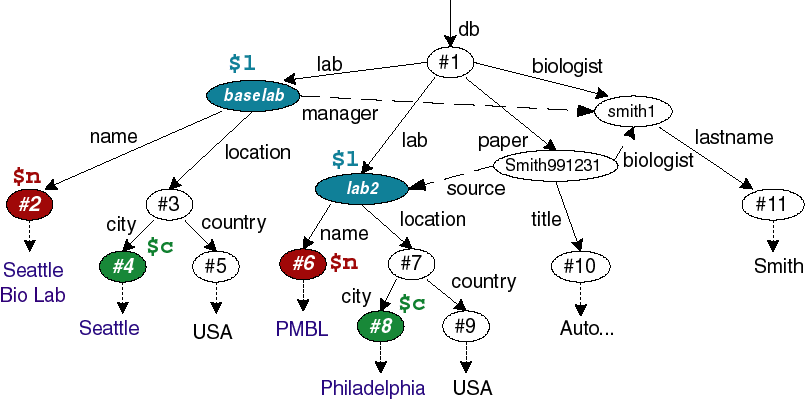 db
#1
$l
lab
biologist
baselab
manager
smith1
name
location
lab
paper
lastname
$l
Smith991231
biologist
$n
lab2
source
#2
#3
#11
city
$c
country
name
location
title
Seattle
Bio Lab
#4
#5
#6
$n
#7
#10
Smith
city
$c
country
Seattle
USA
PMBL
#8
#9
Auto...
Philadelphia
USA